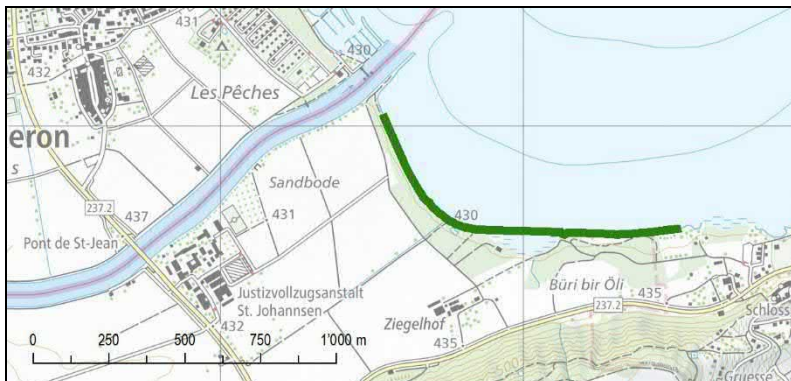 431
430
432
Les Pêches
eron
s
Sandbode
237.2
437
431
430
Pont de St-Jean
Büri bir Öli
435
Justizvollzugsanstalt
St. Johannsen
237.2
Schloss
432
Ziegelhof
0 250 500 750 1'000 m
435
Gruesse